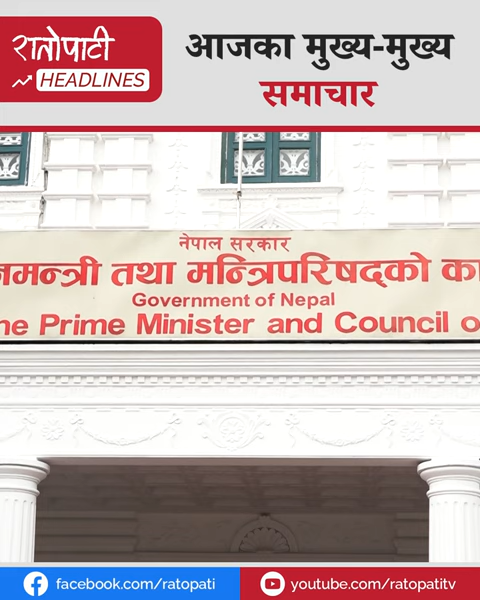 रातोपाटी
HEADLINES
आजका मुख्य-मुख्य
समाचार
नेपाल सरकार
नमन्त्री तथा मन्त्रिपरिषद्को का
Government of Nepal
ne Prime Minister and Council o
facebook.com/ratopati
youtube.com/ratopatitv